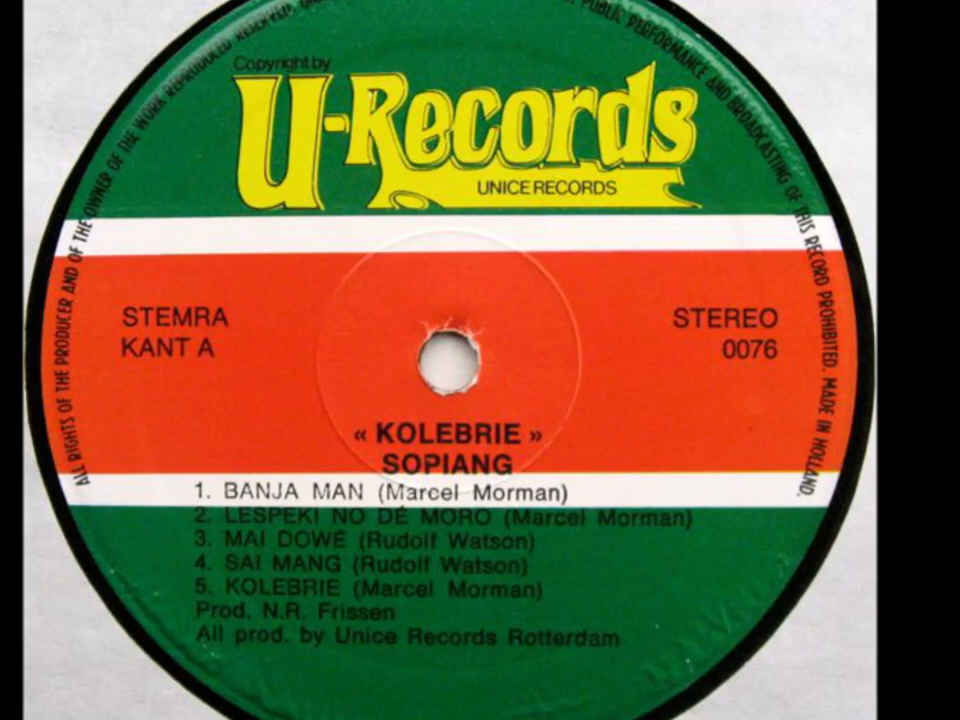 Copyright by
U-Records
UNICE RECORDS
STEMRA
KANT A
STEREO
0076
« KOLEBRIE »
SOPIANG
1. BANJA MAN (Marcel Morman)
2. LESPEKI NO DÉ MORO (Marcel Morman)
3. MAI DOWE (Rudolf Watson)
4. SAI MANG (Rudolf Watson)
5. KOLEBRIE (Marcel Morman)
Prod. N.R. Frissen
All prod. by Unice Records Rotterdam
ALL RIGHTS OF THE PRODUCER AND OF THE OWNER OF THE WORK REPRODUCED RESERVED.
PUBLIC PERFORMANCE AND BROADCASTING OF THIS RECORD PROHIBITED. MADE IN HOLLAND.